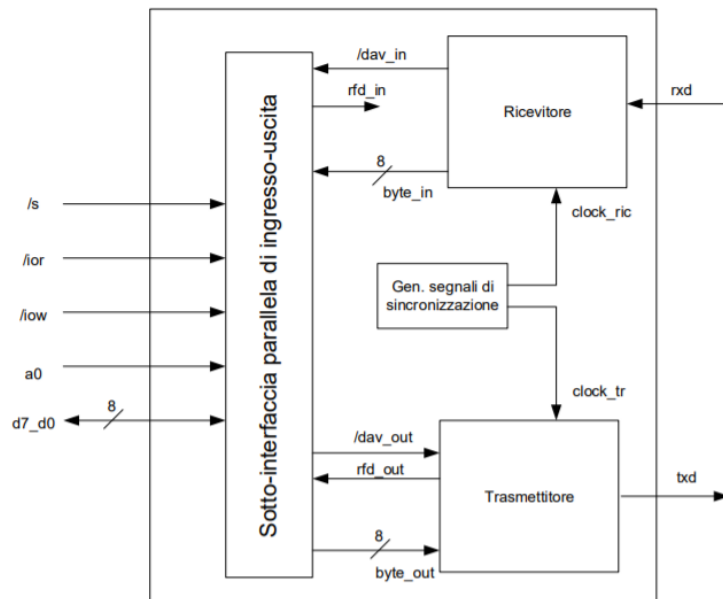 /dav_in
rfd_in
Ricevitore
rxd
8
byte_in
/s
/ior
/iow
a0
8
d7_d0
Sotto-interfaccia parallela di ingresso-uscita
clock_ric
Gen. segnali di
sincronizzazione
clock_tr
/dav_out
rfd_out
Trasmettitore
txd
8
byte_out